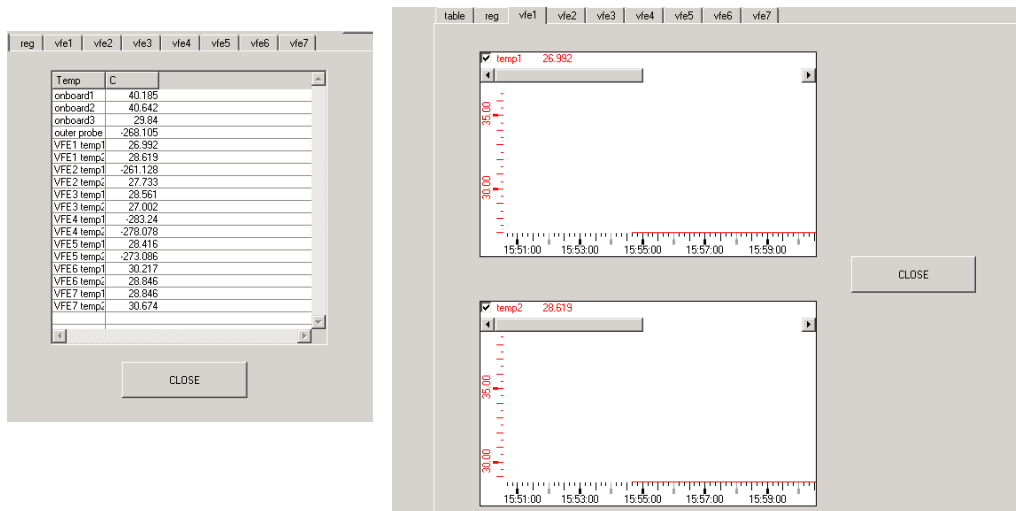 reg vfe1 vfe2 vfe3 vfe4 vfe5 vfe6 vfe7
Temp C
onboard1 40.185
onboard2 40.642
onboard3 29.84
outer probe -268.105
VFE1 temp1 26.992
VFE1 temp2 28.619
VFE2 temp1 -261.128
VFE2 temp2 27.733
VFE3 temp1 28.561
VFE3 temp2 27.002
VFE4 temp1 -283.24
VFE4 temp2 -278.078
VFE5 temp1 28.416
VFE5 temp2 -273.086
VFE6 temp1 30.217
VFE6 temp2 28.846
VFE7 temp1 28.846
VFE7 temp2 30.674
CLOSE
table reg vfe1 vfe2 vfe3 vfe4 vfe5 vfe6 vfe7
temp1 26.992
35.00
30.00
15:51:00 15:53:00 15:55:00 15:57:00 15:59:00
CLOSE
temp2 28.619
35.00
30.00
15:51:00 15:53:00 15:55:00 15:57:00 15:59:00